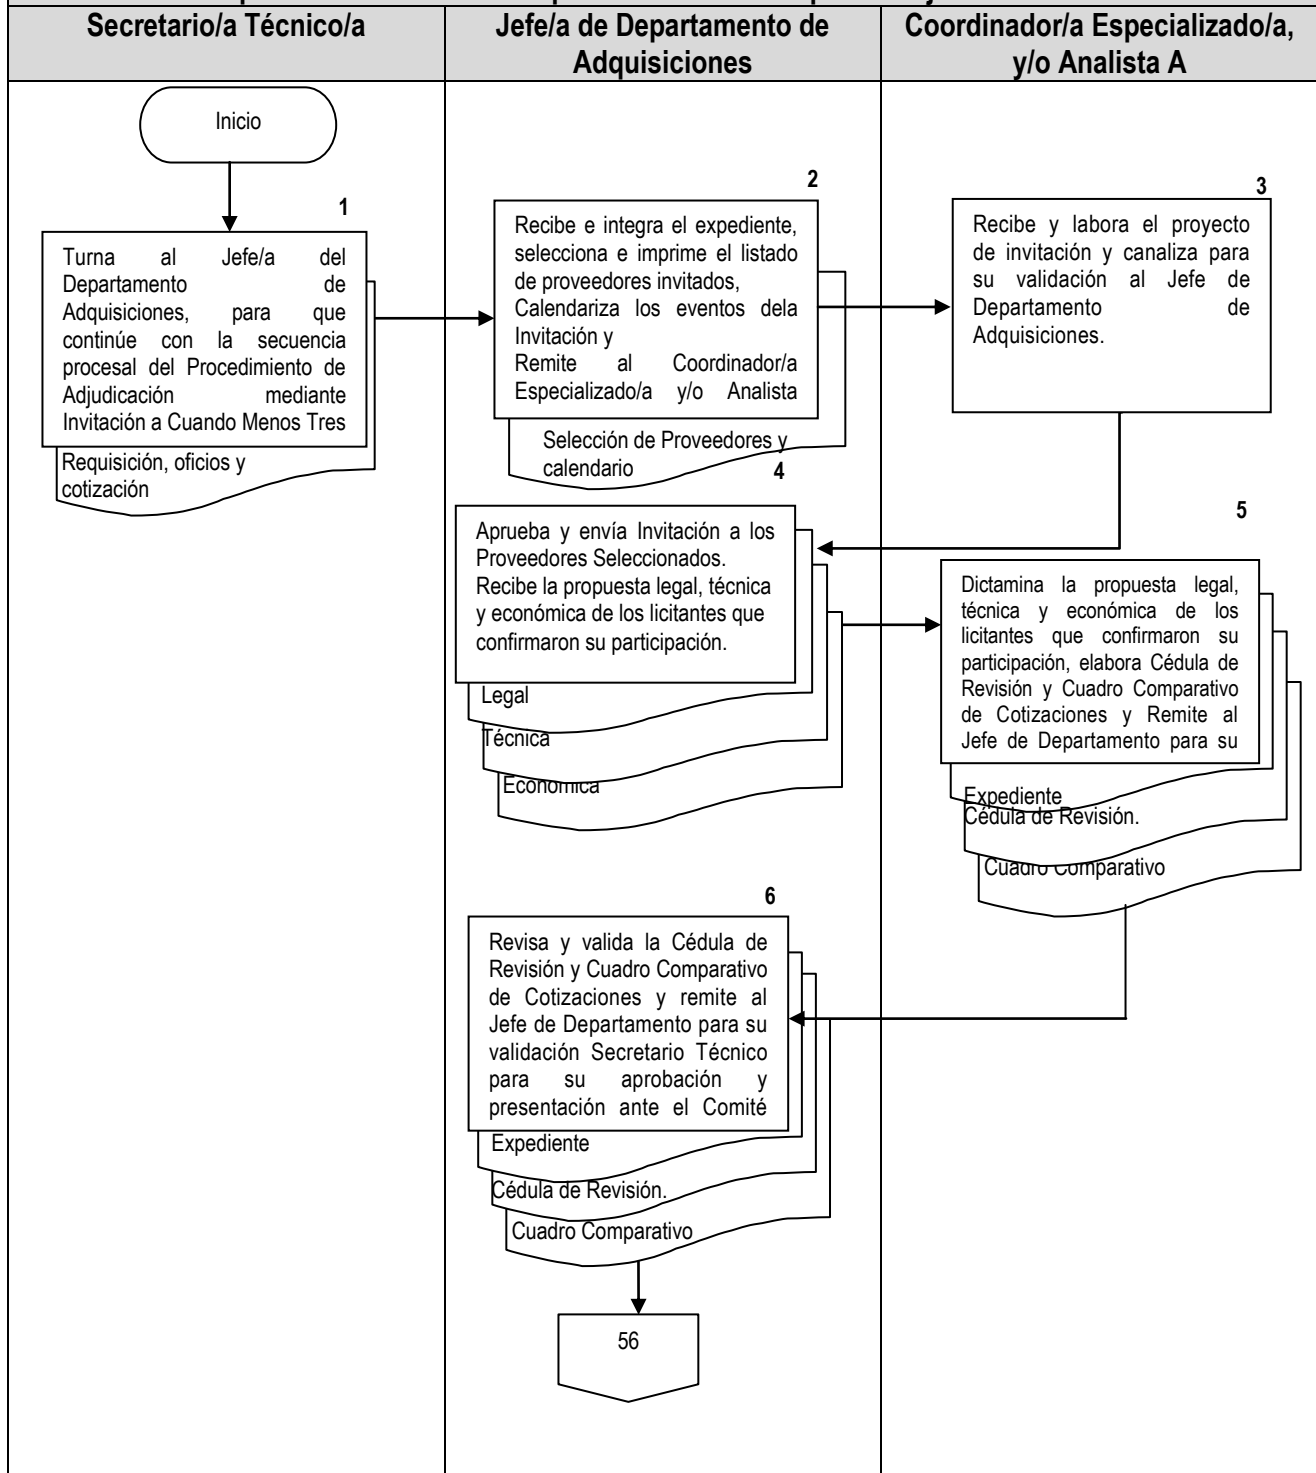 Secretario/a Técnico/a
Jefe/a de Departamento de
Adquisiciones
Coordinador/a Especializado/a,
y/o Analista A
Inicio
1
Turna al Jefe/a del
Departamento de
Adquisiciones, para que
continúe con la secuencia
procesal del Procedimiento de
Adjudicación mediante
Invitación a Cuando Menos Tres
Requisición, oficios y
cotización
2
Recibe e integra el expediente,
selecciona e imprime el listado
de proveedores invitados,
Calendariza los eventos dela
Invitación y
Remite al Coordinador/a
Especializado/a y/o Analista
Selección de Proveedores y
calendario
3
Recibe y labora el proyecto
de invitación y canaliza para
su validación al Jefe de
Departamento de
Adquisiciones.
4
Aprueba y envía Invitación a los
Proveedores Seleccionados.
Recibe la propuesta legal, técnica
y económica de los licitantes que
confirmaron su participación.
Legal
Técnica
Económica
5
Dictamina la propuesta legal,
técnica y económica de los
licitantes que confirmaron su
participación, elabora Cédula de
Revisión y Cuadro Comparativo
de Cotizaciones y Remite al
Jefe de Departamento para su
Expediente
Cédula de Revisión.
Cuadro Comparativo
6
Revisa y valida la Cédula de
Revisión y Cuadro Comparativo
de Cotizaciones y remite al
Jefe de Departamento para su
validación Secretario Técnico
para su aprobación y
presentación ante el Comité
Expediente
Cédula de Revisión.
Cuadro Comparativo
56